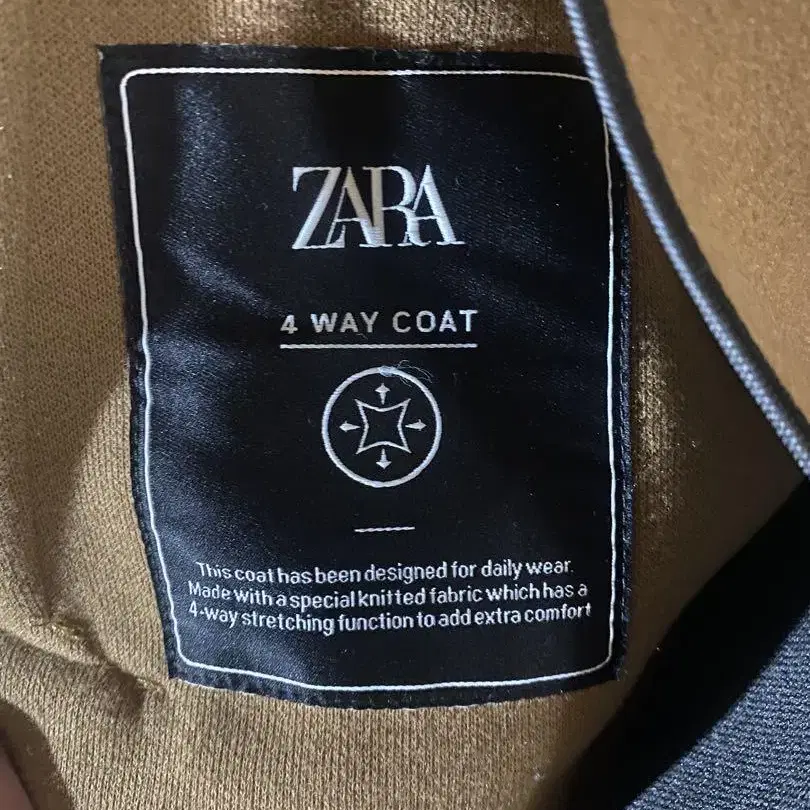 ZARA
4 WAY COAT
This coat has been designed for daily wear.
Made with a special knitted fabric which has a
4-way stretching function to add extra comfort